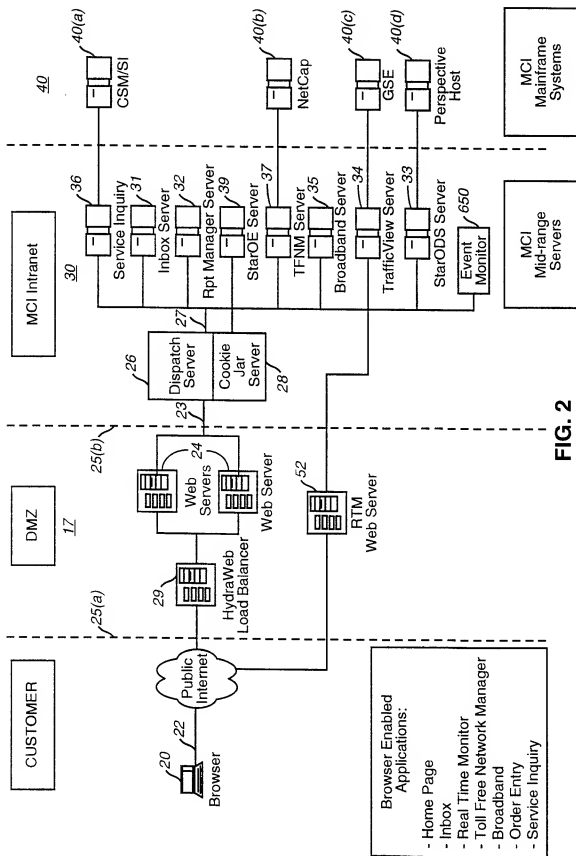 CUSTOMER
DMZ
17
MCI Intranet
30
40
25(a)
25(b)
20
Browser
22
Public
Internet
29
HydraWeb
Load Balancer
24
Web
Servers
Web Server
52
RTM
Web Server
23
26
Dispatch
Server
Cookie
Jar
Server
28
27
36
Service Inquiry
31
Inbox Server
32
Rpt Manager Server
39
StarOE Server
37
TFNM Server
35
Broadband Server
34
TrafficView Server
33
StarODS Server
650
Event
Monitor
40(a)
CSM/SI
40(b)
NetCap
40(c)
GSE
40(d)
Perspective
Host
Browser Enabled
Applications:
- Home Page
- Inbox
- Real Time Monitor
- Toll Free Network Manager
- Broadband
- Order Entry
- Service Inquiry
MCI
Mid-range
Servers
MCI
Mainframe
Systems
FIG. 2